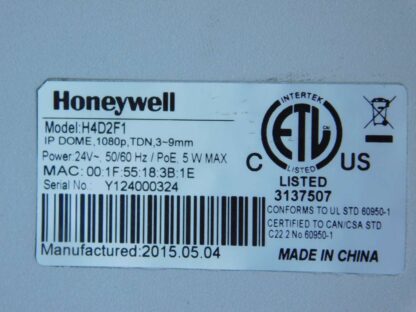 Honeywell
Model:H4D2F1
IP DOME,1080p,TDN,3~9mm
Power:24V~, 50/60 Hz / PoE, 5 W MAX
MAC: 00:1F:55:18:3B:1E
Serial No.: Y124000324
Manufactured:2015.05.04
INTERTEK
ETL
CM
LISTED
C US
LISTED
3137507
CONFORMS TO UL STD 60950-1
CERTIFIED TO CAN/CSA STD
C22.2 No.60950-1
MADE IN CHINA